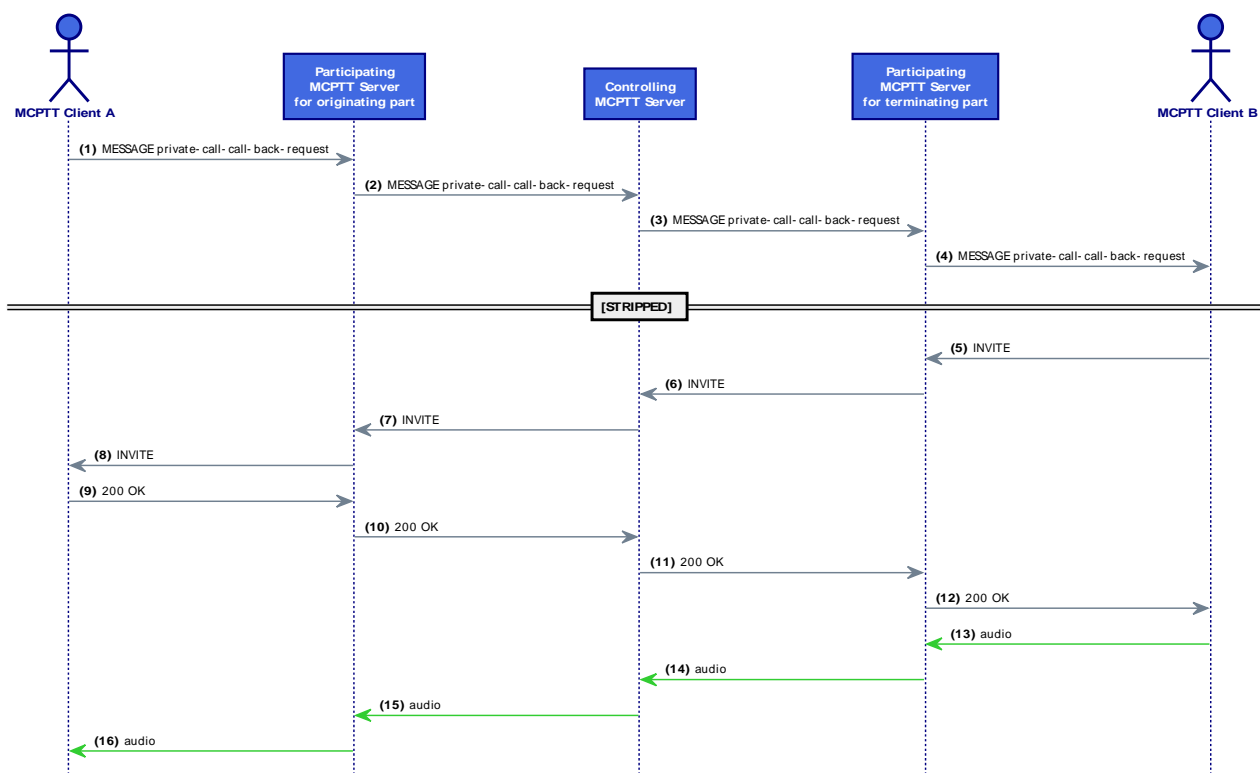 MCPTT Client A
Participating
MCPTT Server
for originating part
Controlling
MCPTT Server
Participating
MCPTT Server
for terminating part
MCPTT Client B
(1) MESSAGE private-call-call-back-request
(2) MESSAGE private-call-call-back-request
(3) MESSAGE private-call-call-back-request
(4) MESSAGE private-call-call-back-request
[STRIPPED]
(5) INVITE
(6) INVITE
(7) INVITE
(8) INVITE
(9) 200 OK
(10) 200 OK
(11) 200 OK
(12) 200 OK
(13) audio
(14) audio
(15) audio
(16) audio